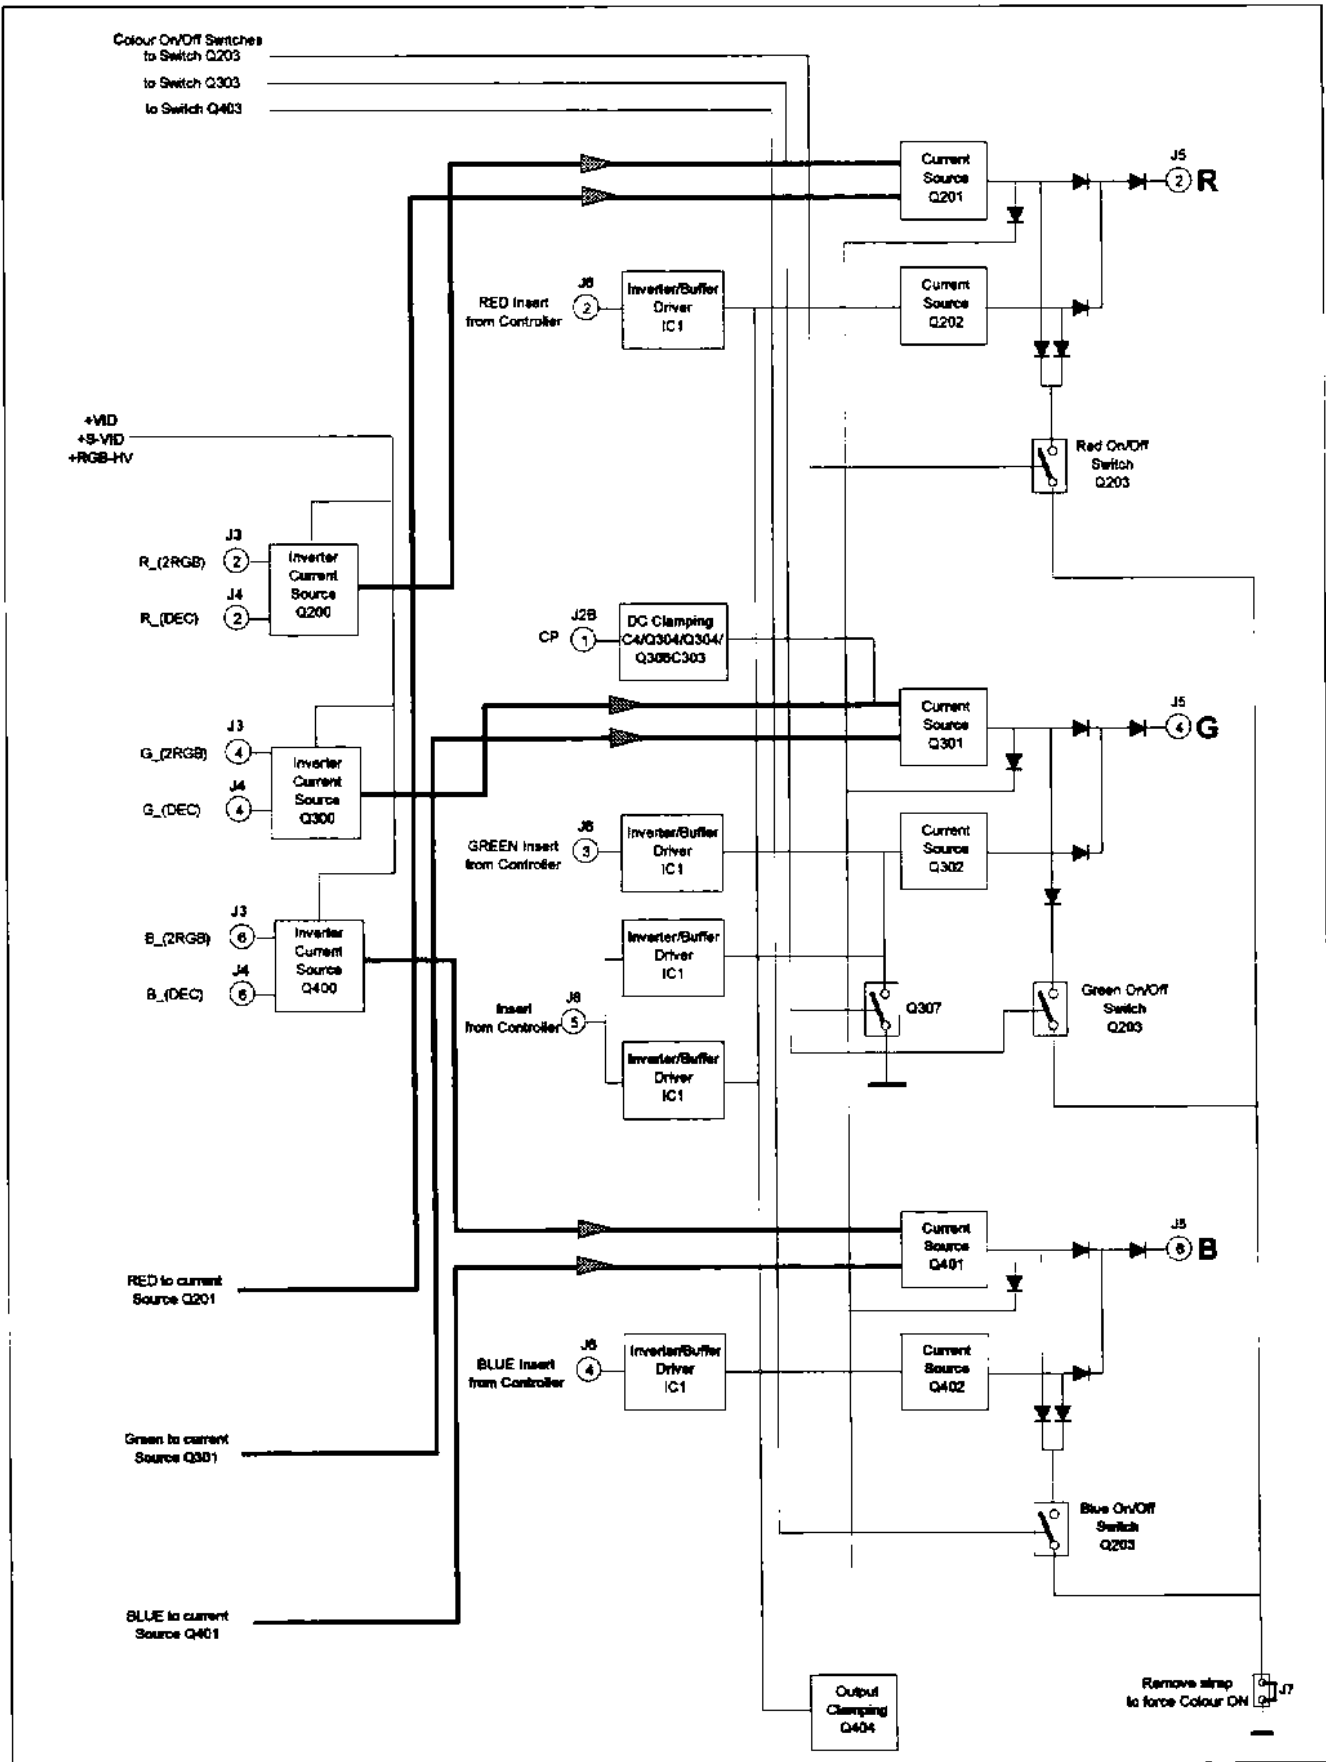 Colour On/Off Switches
to Switch Q203
to Switch Q303
to Switch Q403
Current
Source
Q201
J5
2 R
RED Insert
from Controller
J6
2
Inverter/Buffer
Driver
IC1
Current
Source
Q202
+VID
+S-VID
+RGB-HV
Red On/Off
Switch
Q203
J3
R_(2RGB) 2
J4
R_(DEC) 2
Inverter
Current
Source
Q200
J2B
CP 1
DC Clamping
C4/Q304/Q304/
Q306C303
Current
Source
Q301
J5
4 G
J3
G_(2RGB) 4
J4
G_(DEC) 4
Inverter
Current
Source
Q300
GREEN Insert
from Controller
J6
3
Inverter/Buffer
Driver
IC1
Current
Source
Q302
J3
B_(2RGB) 6
J4
B_(DEC) 6
Inverter
Current
Source
Q400
Inverter/Buffer
Driver
IC1
Insert
from Controller
J6
5
Inverter/Buffer
Driver
IC1
Q307
Green On/Off
Switch
Q203
Current
Source
Q401
J5
6 B
RED to current
Source Q201
BLUE Insert
from Controller
J6
4
Inverter/Buffer
Driver
IC1
Current
Source
Q402
Green to current
Source Q301
Blue On/Off
Switch
Q203
BLUE to current
Source Q401
Output
Clamping
Q404
Remove strap
to force Colour ON
J7